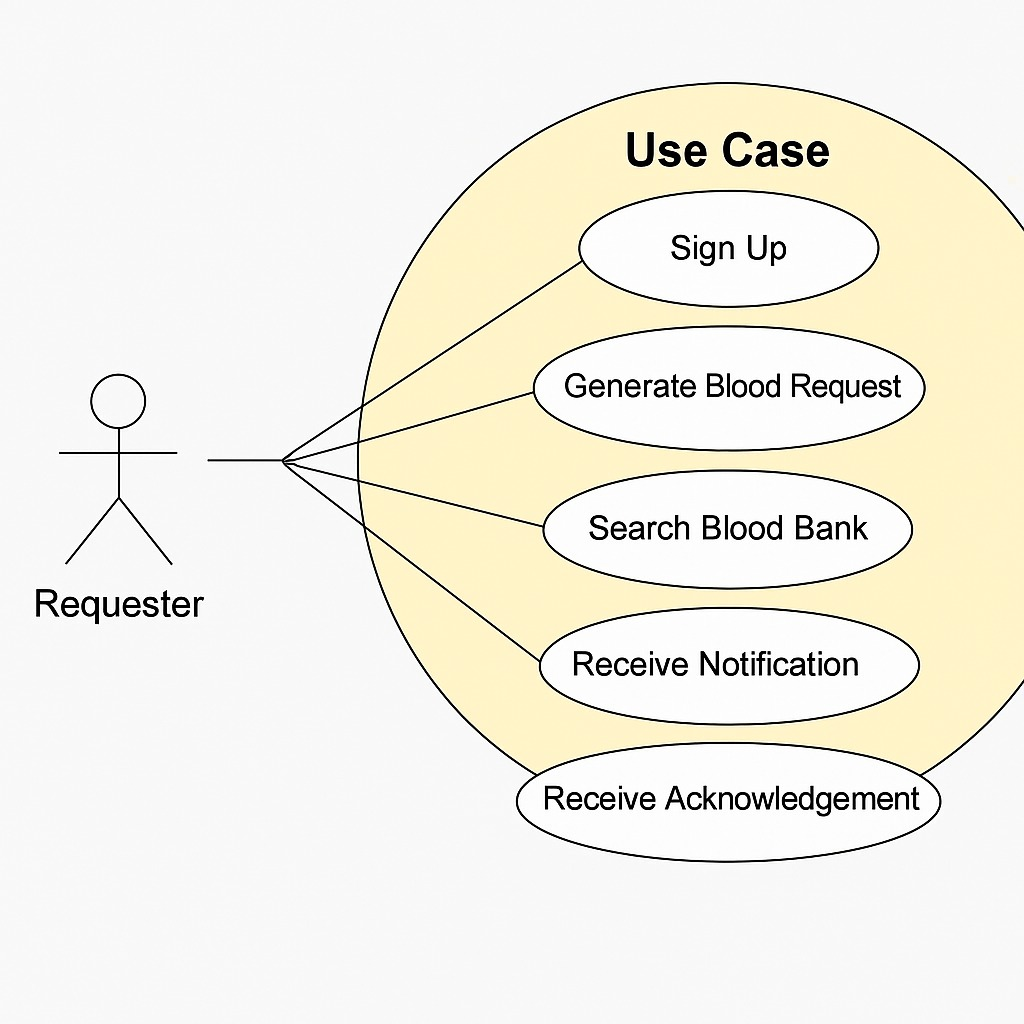 Use Case
Sign Up
Generate Blood Request
Search Blood Bank
Receive Notification
Receive Acknowledgement
Requester